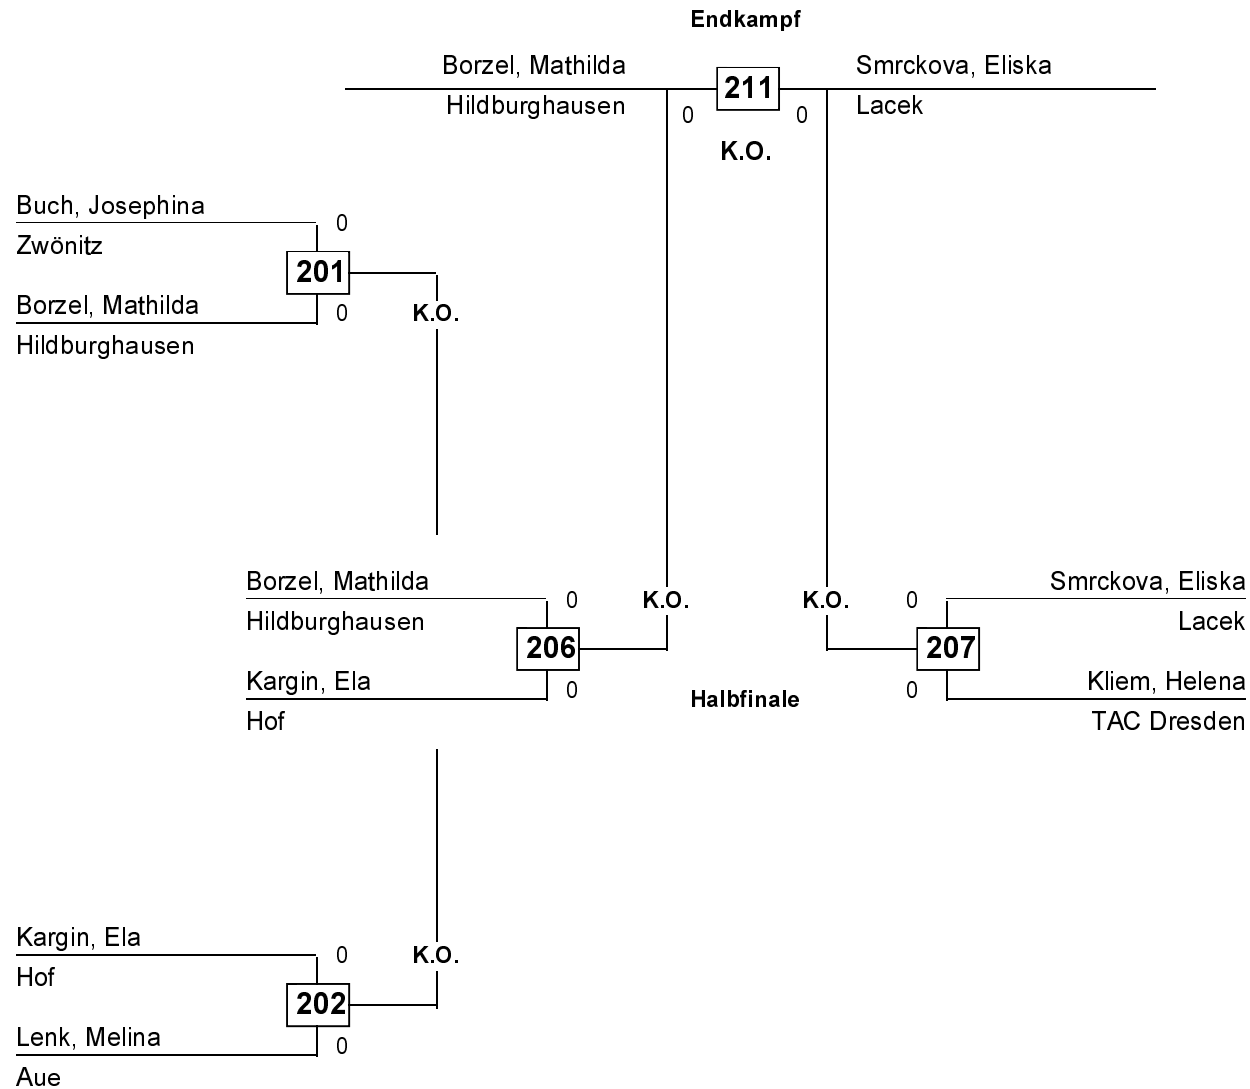 Endkampf
Borzel, Mathilda
Smrckova, Eliska
211
Hildburghausen
0
0
Lacek
K.O.
Buch, Josephina
0
Zwönitz
201
Borzel, Mathilda
0
K.O.
Hildburghausen
Borzel, Mathilda
0
K.O.
K.O.
0
Smrckova, Eliska
Hildburghausen
Lacek
206
207
Kargin, Ela
0
Halbfinale
0
Kliem, Helena
Hof
TAC Dresden
Kargin, Ela
0
K.O.
Hof
202
Lenk, Melina
0
Aue